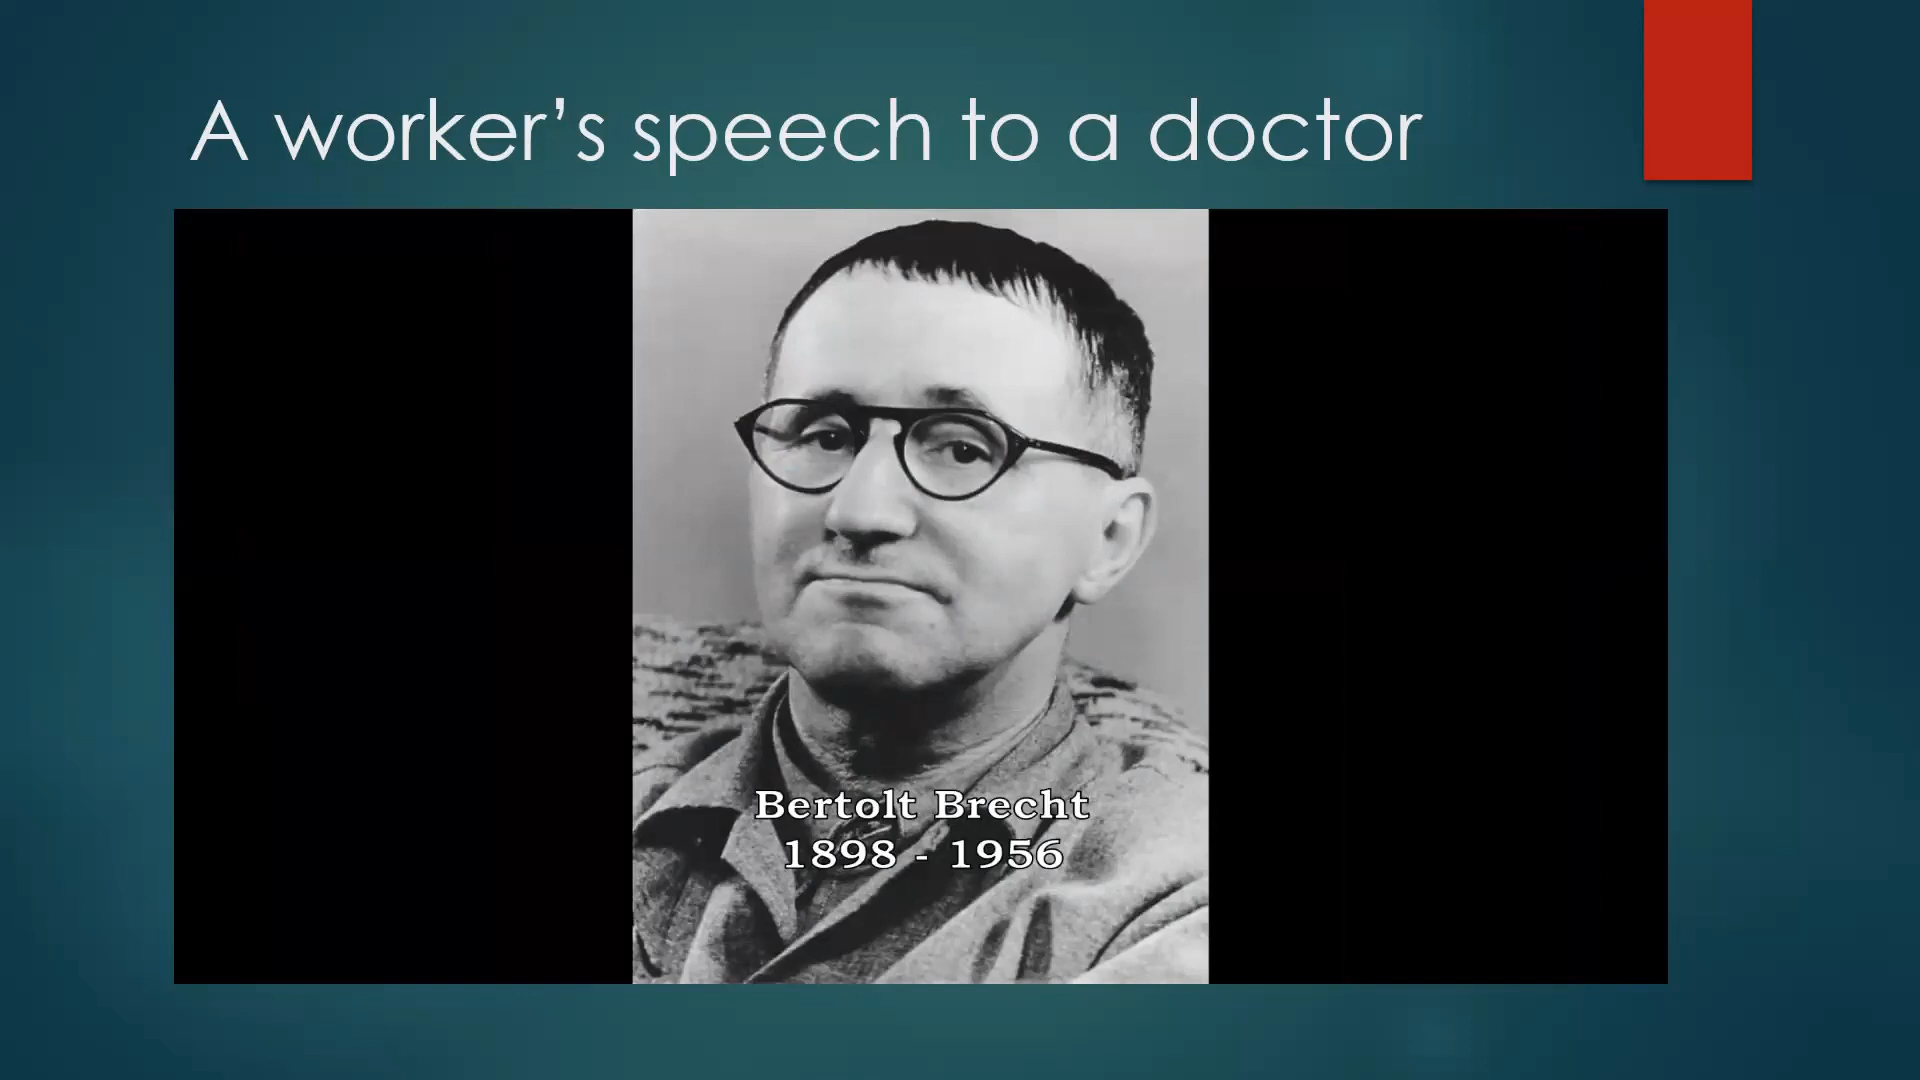 A worker’s speech to a doctor
Bertolt Brecht
1898 - 1956